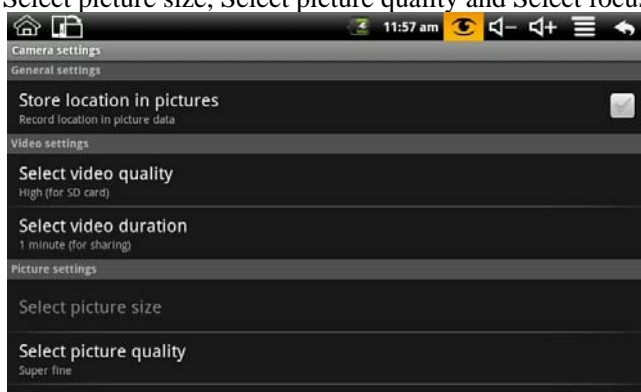 Select picture size, Select picture quality and Select focus
11:57 am
Camera settings
General settings
Store location in pictures
Record location in picture data
Video settings
Select video quality
High (for SD card)
Select video duration
1 minute (for sharing)
Picture settings
Select picture size
Select picture quality
Super fine